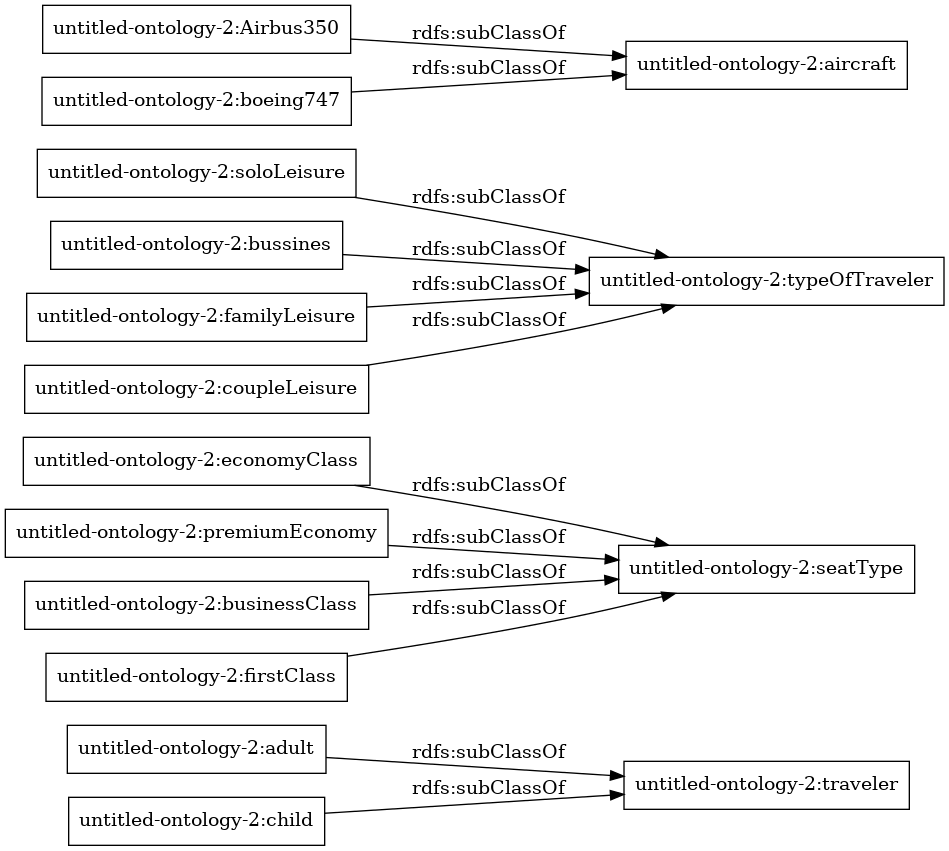 untitled-ontology-2:Airbus350
rdfs:subClassOf
untitled-ontology-2:aircraft
rdfs:subClassOf
untitled-ontology-2:boeing747
untitled-ontology-2:soloLeisure
rdfs:subClassOf
untitled-ontology-2:bussines
rdfs:subClassOf
untitled-ontology-2:typeOfTraveler
rdfs:subClassOf
untitled-ontology-2:familyLeisure
rdfs:subClassOf
untitled-ontology-2:coupleLeisure
untitled-ontology-2:economyClass
rdfs:subClassOf
untitled-ontology-2:premiumEconomy
rdfs:subClassOf
untitled-ontology-2:seatType
rdfs:subClassOf
untitled-ontology-2:businessClass
rdfs:subClassOf
untitled-ontology-2:firstClass
untitled-ontology-2:adult
rdfs:subClassOf
untitled-ontology-2:traveler
rdfs:subClassOf
untitled-ontology-2:child